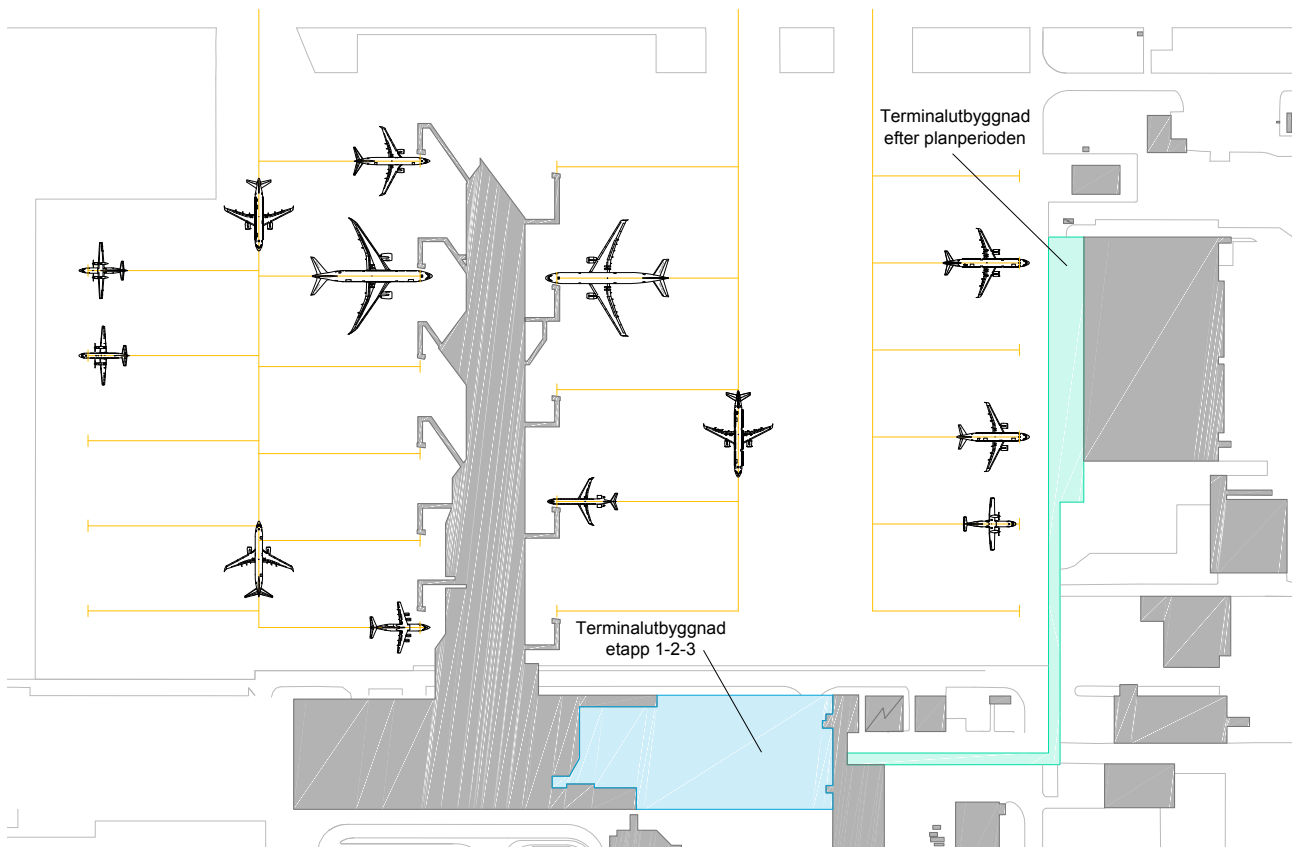 Terminalutbyggnad
efter planperioden
Terminalutbyggnad
etapp 1-2-3